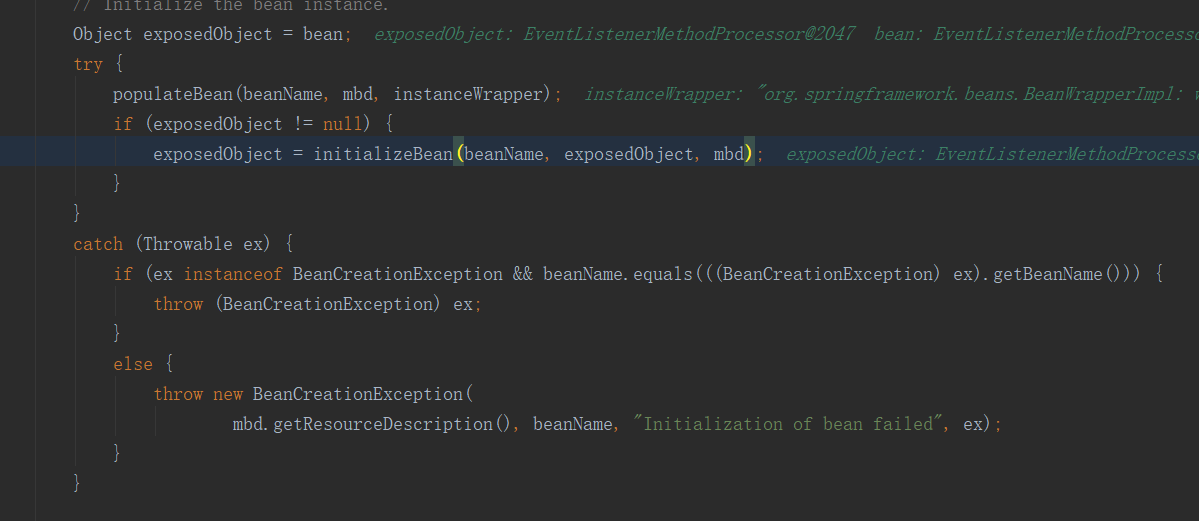 // Initialize the bean instance.
Object exposedObject = bean;  exposedObject: EventListenerMethodProcessor@2047  bean: EventListenerMethodProcesso
try {
    populateBean(beanName, mbd, instanceWrapper);  instanceWrapper: "org.springframework.beans.BeanWrapperImpl: w
    if (exposedObject != null) {
        exposedObject = initializeBean(beanName, exposedObject, mbd);  exposedObject: EventListenerMethodProcesso
    }
}
catch (Throwable ex) {
    if (ex instanceof BeanCreationException && beanName.equals(((BeanCreationException) ex).getBeanName())) {
        throw (BeanCreationException) ex;
    }
    else {
        throw new BeanCreationException(
                mbd.getResourceDescription(), beanName, "Initialization of bean failed", ex);
    }
}